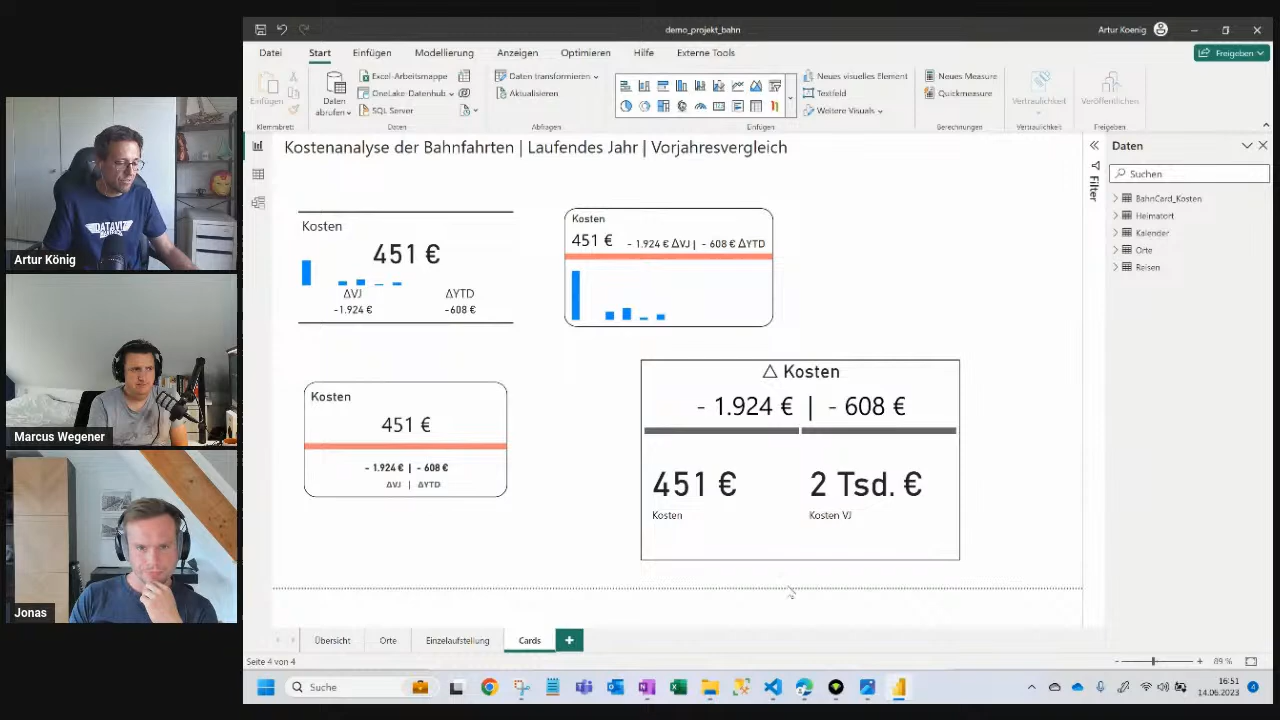 demo_projekt_bahn
Artur Koenig
Datei
Start
Einfügen
Modellierung
Anzeigen
Optimieren
Hilfe
Externe Tools
Freigeben
Einfügen
Daten abrufen
Excel-Arbeitsmappe
OneLake-Datenhub
SQL Server
Daten transformieren
Aktualisieren
Neues visuelles Element
Textfeld
Weitere Visuals
Neues Measure
Quickmeasure
Vertraulichkeit
Veröffentlichen
Klemmbrett
Daten
Abfragen
Einfügen
Berechnungen
Vertraulichkeit
Freigeben
Kostenanalyse der Bahnfahrten | Laufendes Jahr | Vorjahresvergleich
Kosten
451 €
ΔVJ
ΔYTD
-1.924 €
-608 €
Kosten
451 € - 1.924 € ΔVJ | - 608 € ΔYTD
Kosten
451 €
- 1.924 € | - 608 €
ΔVJ | ΔYTD
△ Kosten
- 1.924 € | - 608 €
451 €
Kosten
2 Tsd. €
Kosten VJ
Filter
Daten
Suchen
BahnCard_Kosten
Heimatort
Kalender
Orte
Reisen
Artur König
Marcus Wegener
Jonas
DATAVIZ
Übersicht
Orte
Einzelaufstellung
Cards
Seite 4 von 4
89 %
Suche
16:51
14.06.2023